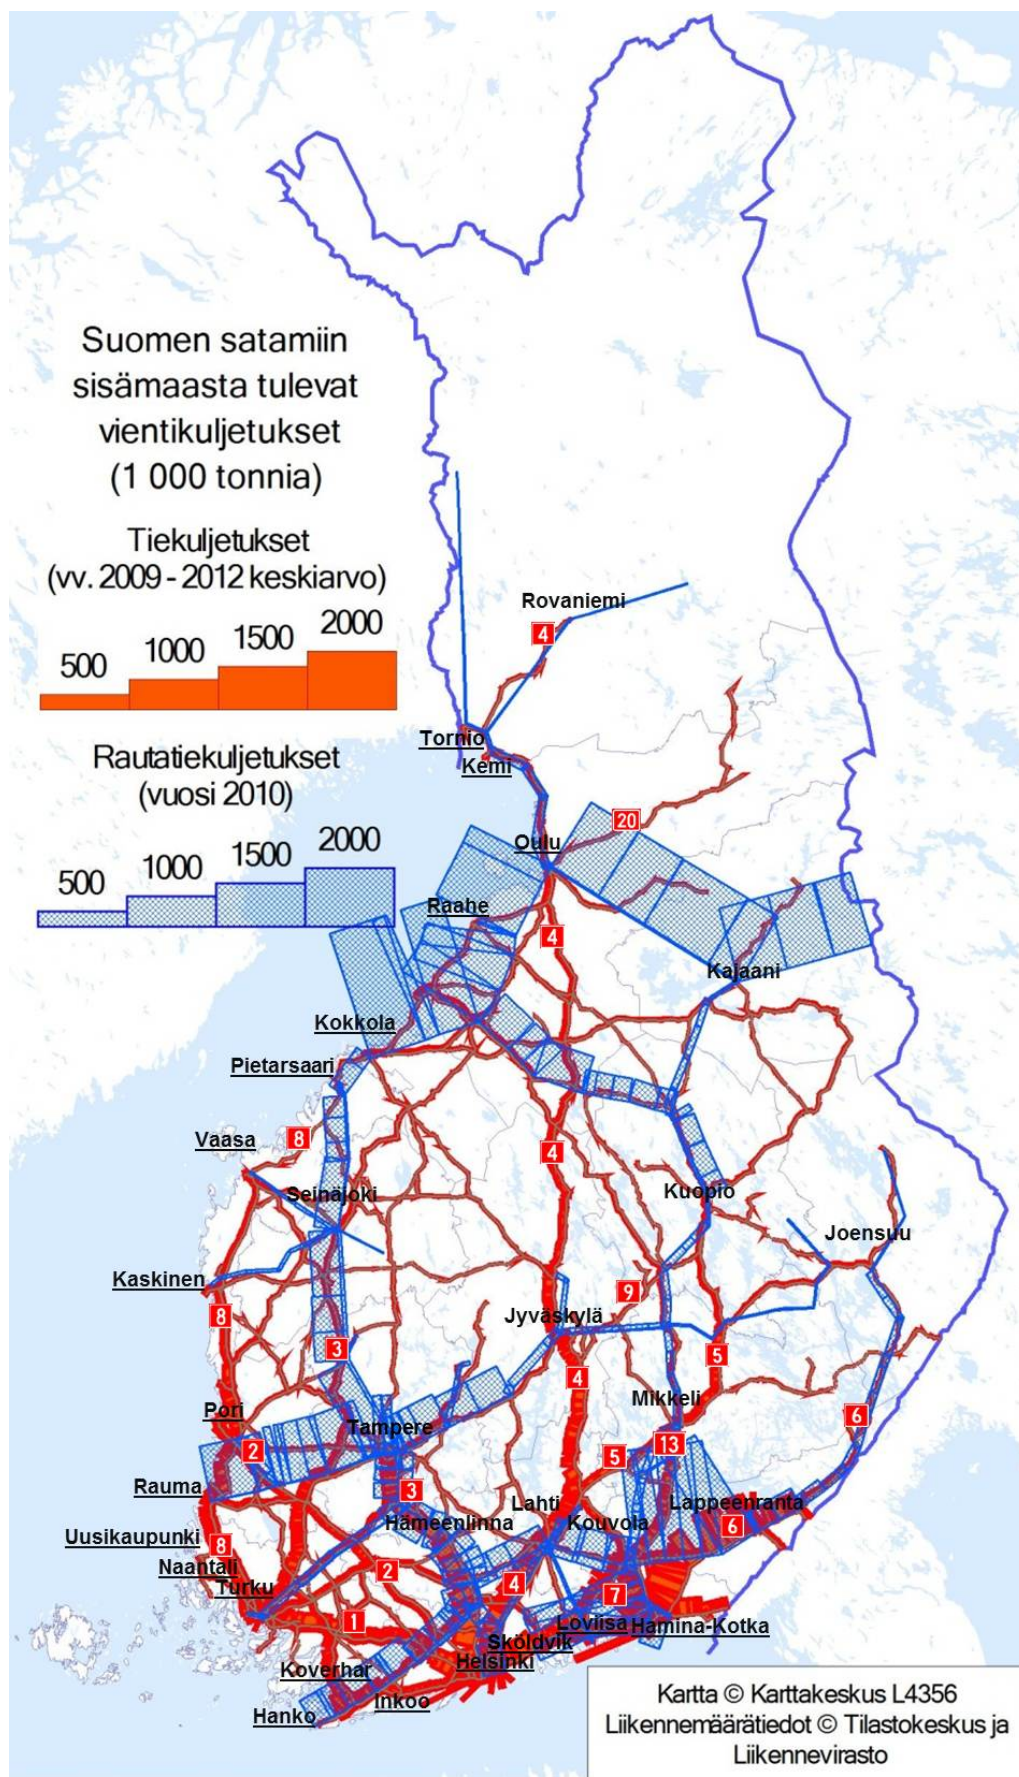 Suomen satamiin
sisämaasta tulevat
vientikuljetukset
(1 000 tonnia)
Tiekuljetukset
(vv. 2009 - 2012 keskiarvo)
500
1000
1500
2000
Rautatiekuljetukset
(vuosi 2010)
500
1000
1500
2000
Rovaniemi
4
Tornio
Kemi
20
Oulu
Raahe
4
Kajaani
Kokkola
Pietarsaari
8
4
Vaasa
Seinäjoki
Kuopio
Joensuu
Kaskinen
9
8
Jyväskylä
3
5
4
Mikkeli
Pori
6
Tampere
2
13
5
Rauma
3
Lahti
Lappeenranta
Hämeenlinna
Kouvola
6
Uusikaupunki
8
Naantali
2
4
Turku
7
1
Loviisa
Hamina-Kotka
Sköldvik
Helsinki
Koverhar
Inkoo
Hanko
Kartta © Karttakeskus L4356
Liikennemäärätiedot © Tilastokeskus ja
Liikennevirasto